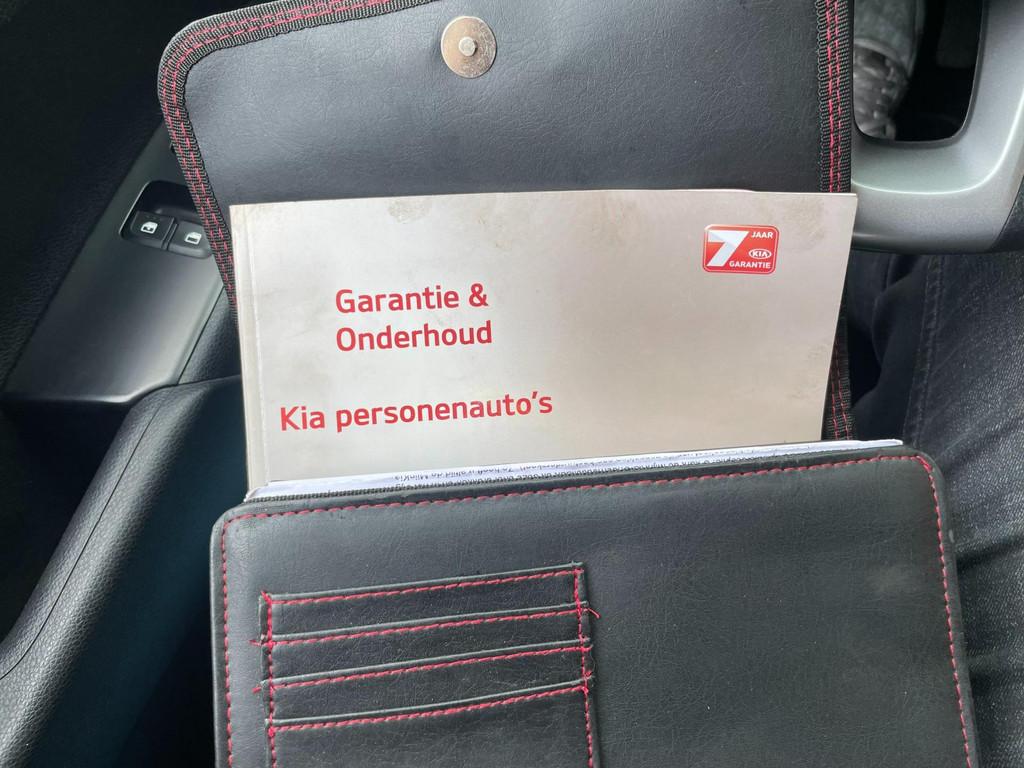 7 JAAR
KIA
GARANTIE
Garantie &
Onderhoud
Kia personenauto's